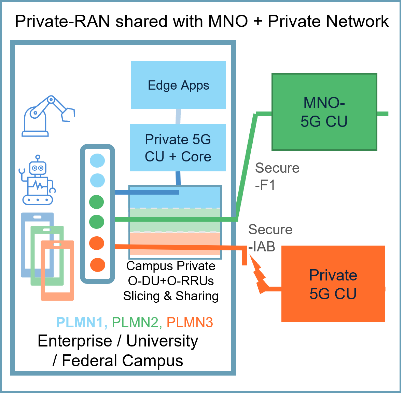 Private-RAN shared with MNO + Private Network
Edge Apps
Private 5G
CU + Core
MNO-
5G CU
Secure
-F1
Secure
-IAB
Private
5G CU
Campus Private
O-DU+O-RRUs
Slicing & Sharing
PLMN1, PLMN2, PLMN3
Enterprise / University
/ Federal Campus